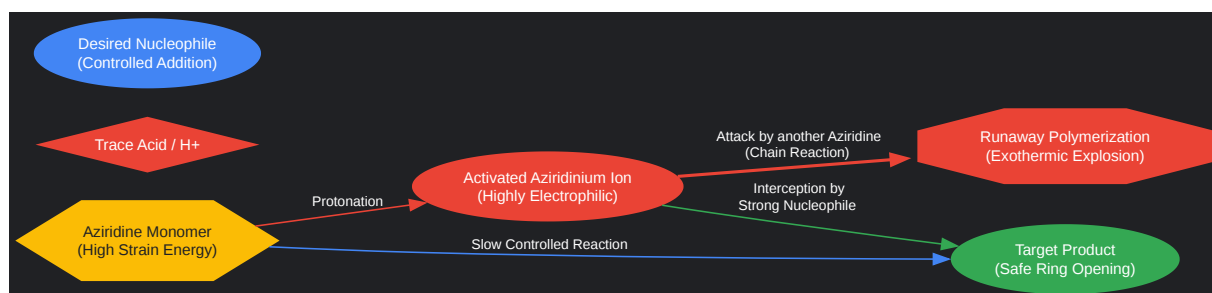 Desired Nucleophile
(Controlled Addition)
Trace Acid / H+
Aziridine Monomer
(High Strain Energy)
Protonation
Activated Aziridinium Ion
(Highly Electrophilic)
Attack by another Aziridine
(Chain Reaction)
Interception by
Strong Nucleophile
Slow Controlled Reaction
Runaway Polymerization
(Exothermic Explosion)
Target Product
(Safe Ring Opening)